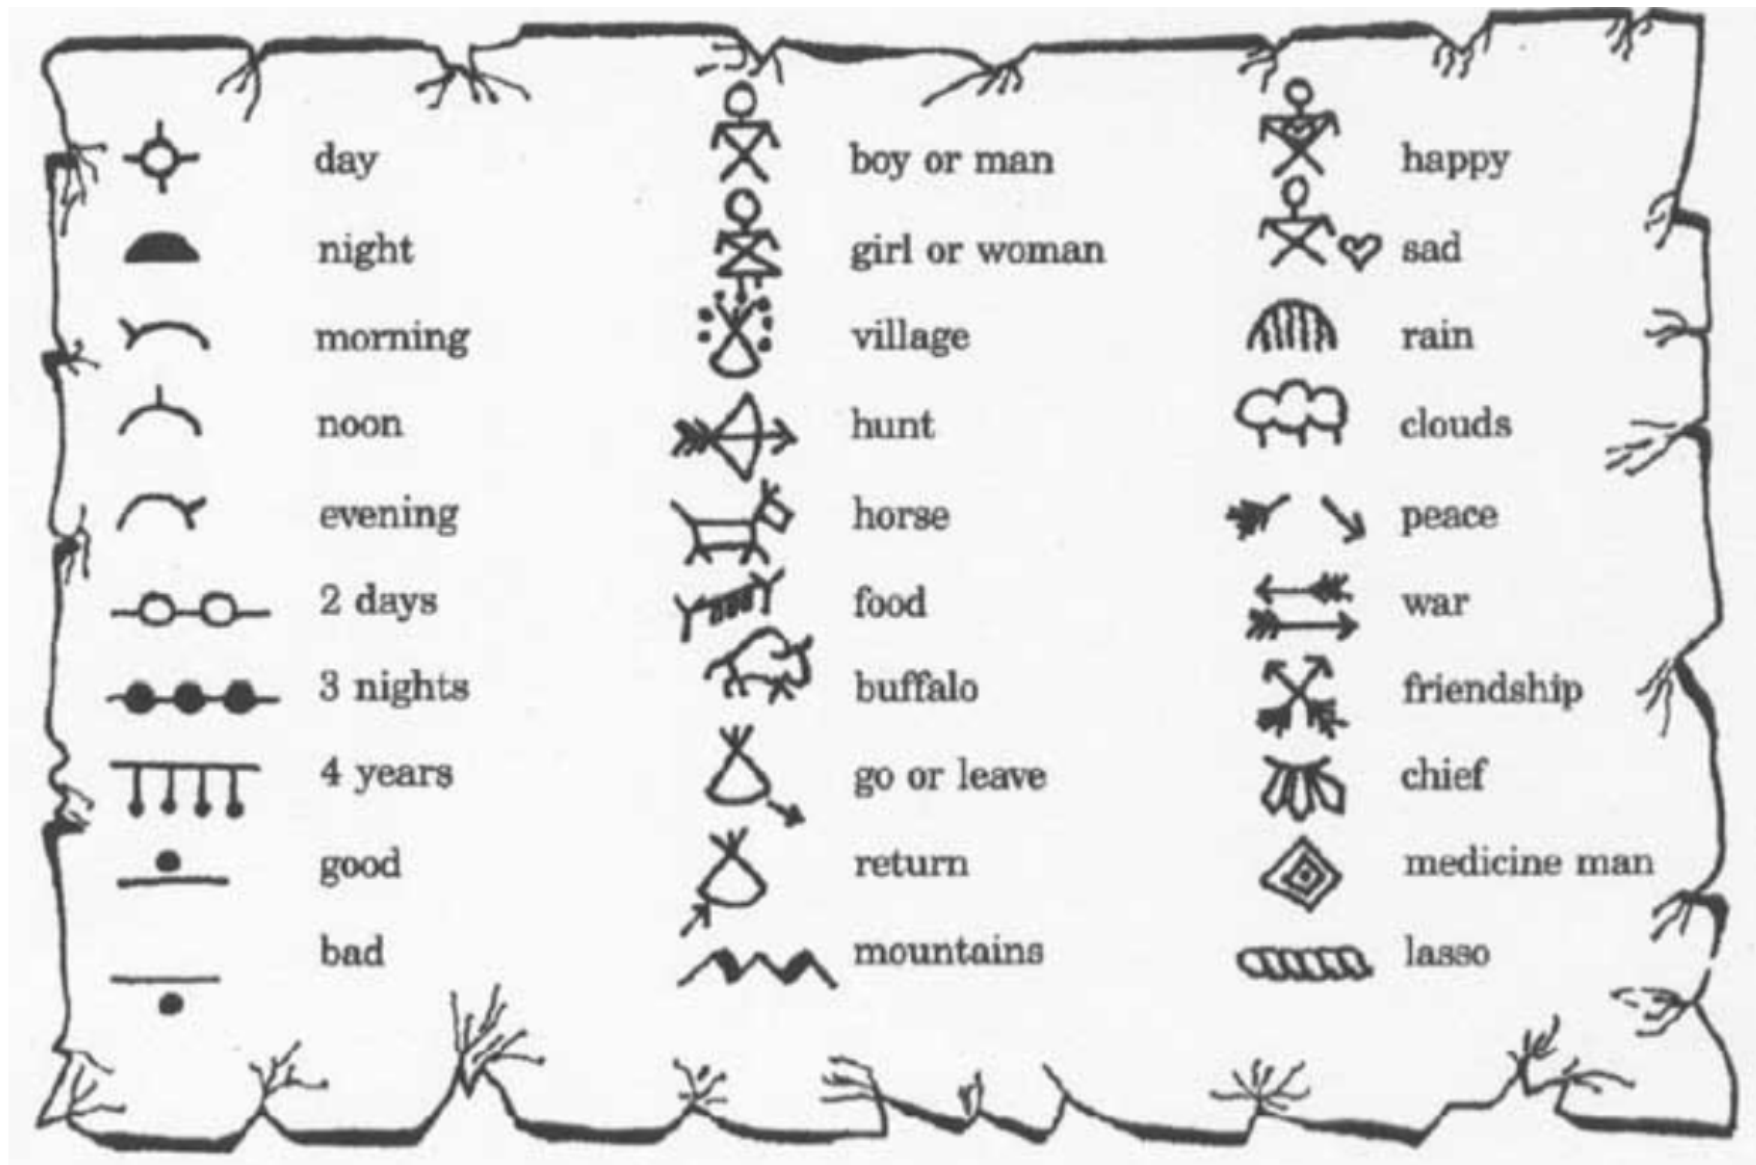 day
night
morning
noon
evening
2 days
3 nights
4 years
good
bad
boy or man
girl or woman
village
hunt
horse
food
buffalo
go or leave
return
mountains
happy
sad
rain
clouds
peace
war
friendship
chief
medicine man
lasso